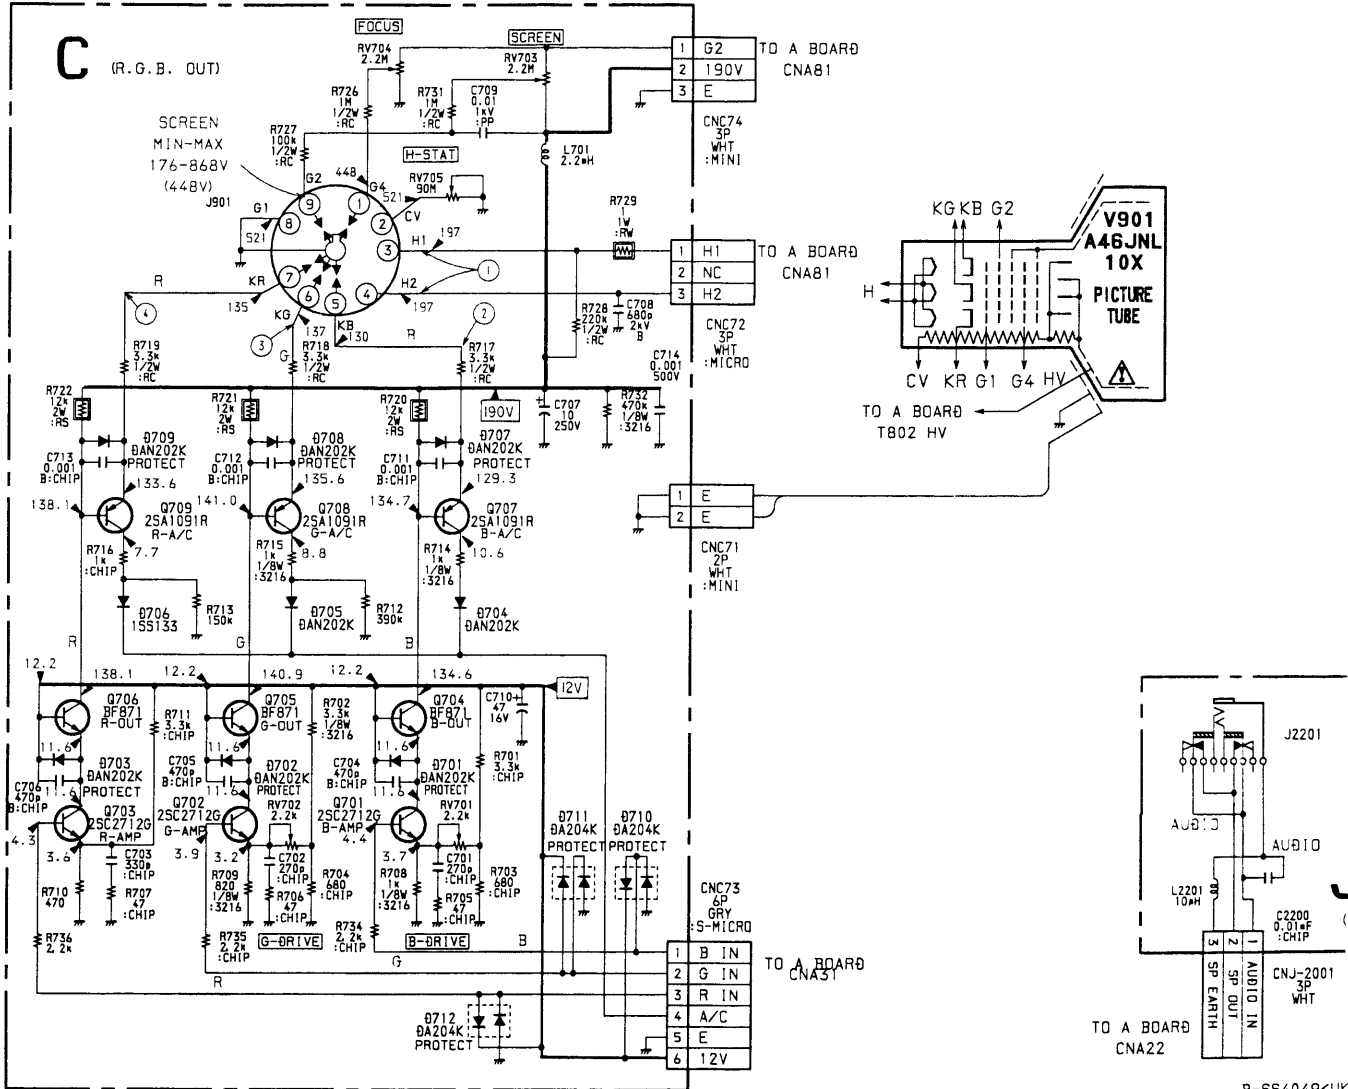 C (R.G.B. OUT)
FOCUS
RV704
2.2M
SCREEN
RV703
2.2M
1 G2
2 190V
3 E
TO A BOARD
CNA81
CNC74
3P
WHT
:MINI
R726
1M
1/2W
:RC
R731
1M
1/2W
:RC
C709
0.01
1kV
:PP
R727
100k
1/2W
:RC
SCREEN
MIN-MAX
176-868V
(448V)
J901
L701
2.2mH
H-STAT
RV705
90M
448
G4
G2
521
CV
G1
521
9
1
8
2
3
7
6
5
4
H1
197
1
H2
197
KR
135
R
4
KG
137
3
G
KB
130
R
2
R729
1
1W
:RW
R728
220k
1/2W
:RC
C708
680p
2kV
B
1 H1
2 NC
3 H2
TO A BOARD
CNA81
CNC72
3P
WHT
:MICRO
KG KB G2
H
V901
A46JNL
10X
PICTURE
TUBE
CV KR G1 G4 HV
TO A BOARD
T802 HV
R719
3.3k
1/2W
:RC
R718
3.3k
1/2W
:RC
R717
3.3k
1/2W
:RC
C714
0.001
500V
R722
12k
2W
:RS
R721
12k
2W
:RS
R720
12k
2W
:RS
190V
C707
10
250V
R732
470k
1/8W
:3216
D709
DAN202K
PROTECT
D708
DAN202K
PROTECT
D707
DAN202K
PROTECT
C713
0.001
B:CHIP
C712
0.001
B:CHIP
C711
0.001
B:CHIP
133.6
135.6
129.3
138.1
141.0
134.7
Q709
2SA1091R
R-A/C
Q708
2SA1091R
G-A/C
Q707
2SA1091R
B-A/C
7.7
8.8
10.6
R716
1k
:CHIP
R715
1k
1/8W
:3216
R714
1k
1/8W
:3216
1 E
2 E
CNC71
2P
WHT
:MINI
D706
1SS133
R713
150k
D705
DAN202K
R712
390k
D704
DAN202K
R
G
B
12.2
138.1
12.2
140.9
12.2
134.6
12V
Q706
BF871
R-OUT
R711
3.3k
:CHIP
Q705
BF871
G-OUT
R702
3.3k
1/8W
:3216
Q704
BF871
B-OUT
C710
47
16V
R701
3.3k
:CHIP
11.6
11.6
11.6
D703
DAN202K
PROTECT
C705
470p
B:CHIP
D702
DAN202K
PROTECT
C704
470p
B:CHIP
D701
DAN202K
PROTECT
C706
470p
B:CHIP
11.6
11.6
11.6
Q703
2SC2712G
R-AMP
Q702
2SC2712G
G-AMP
RV702
2.2k
Q701
2SC2712G
B-AMP
RV701
2.2k
4.3
3.9
4.4
3.6
3.2
3.7
C703
330p
:CHIP
C702
270p
:CHIP
C701
270p
:CHIP
R710
470
R707
47
:CHIP
R709
820
1/8W
:3216
R706
47
:CHIP
R704
680
:CHIP
R708
1k
1/8W
:3216
R705
47
:CHIP
R703
680
:CHIP
D711
DA204K
PROTECT
D710
DA204K
PROTECT
R736
2.2k
R735
2.2k
:CHIP
G-DRIVE
R734
2.2k
:CHIP
B-DRIVE
B
G
R
CNC73
6P
GRY
:S-MICRO
1 B IN
2 G IN
3 R IN
4 A/C
5 E
6 12V
TO A BOARD
CNA31
D712
DA204K
PROTECT
J2201
AUDIO
AUDIO
L2201
10µH
C2200
0.01mF
:CHIP
3 2 1
SP EARTH
SP OUT
AUDIO IN
CNJ-2001
3P
WHT
TO A BOARD
CNA22